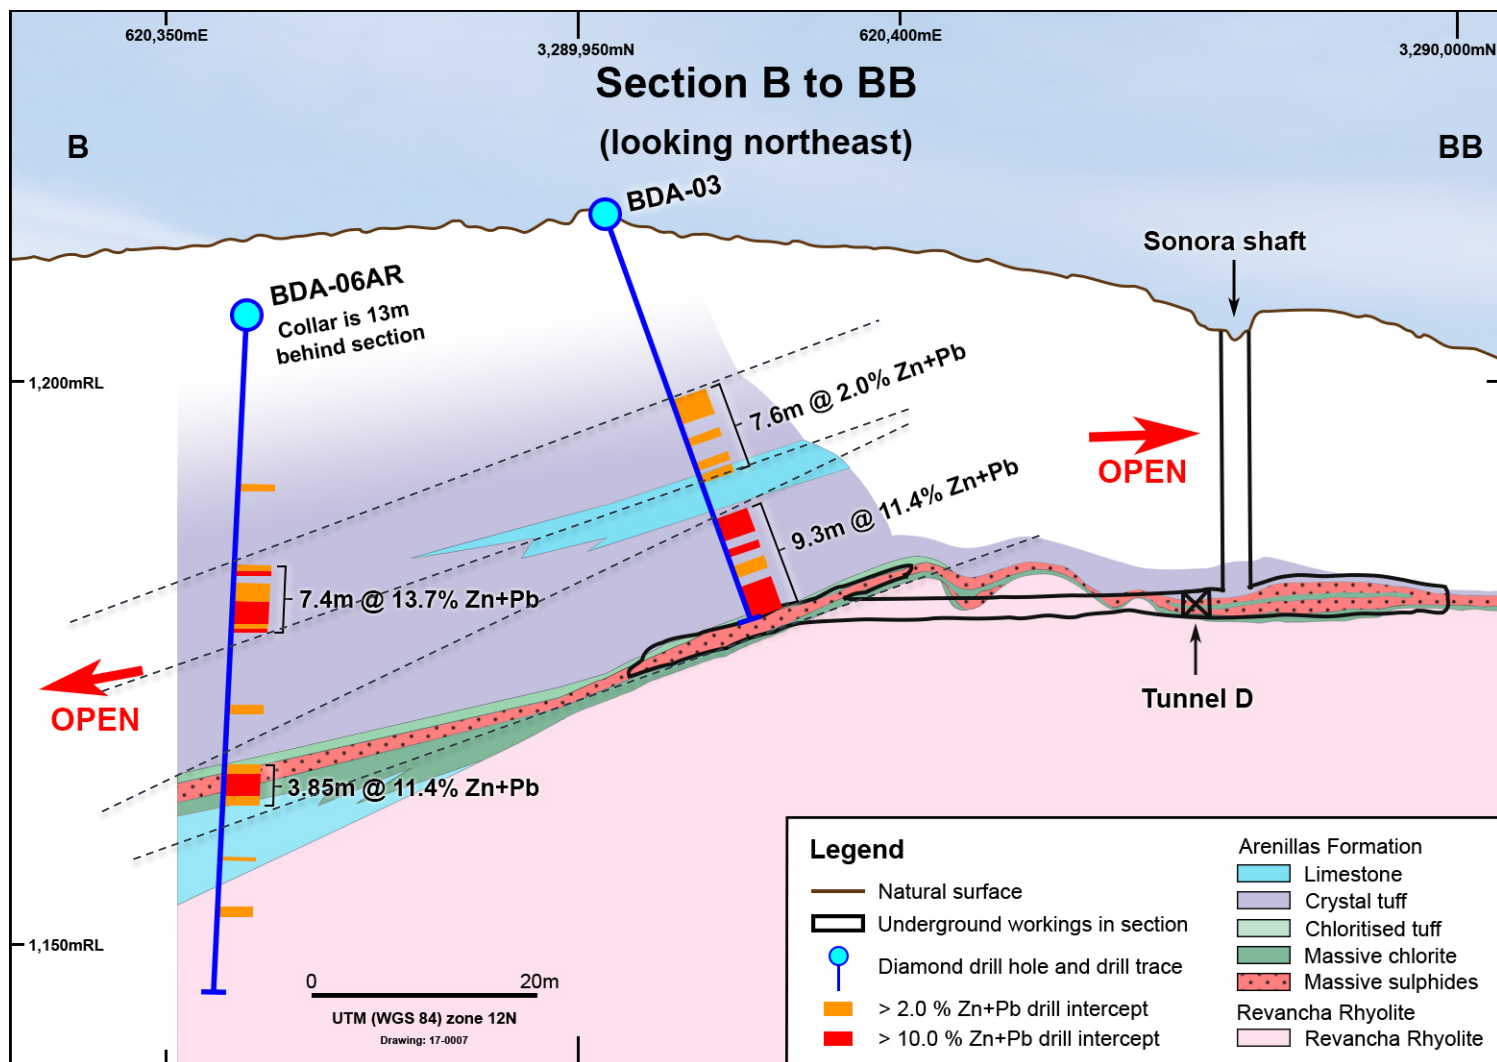 620,350mE
3,289,950mN
620,400mE
3,290,000mN
Section B to BB
(looking northeast)
B
BB
BDA-03
Sonora shaft
BDA-06AR
Collar is 13m
behind section
1,200mRL
7.6m @ 2.0% Zn+Pb
OPEN
9.3m @ 11.4% Zn+Pb
7.4m @ 13.7% Zn+Pb
OPEN
Tunnel D
3.85m @ 11.4% Zn+Pb
1,150mRL
0 20m
UTM (WGS 84) zone 12N
Drawing: 17-0007
Legend
Natural surface
Underground workings in section
Diamond drill hole and drill trace
> 2.0 % Zn+Pb drill intercept
> 10.0 % Zn+Pb drill intercept
Arenillas Formation
Limestone
Crystal tuff
Chloritised tuff
Massive chlorite
Massive sulphides
Revancha Rhyolite
Revancha Rhyolite